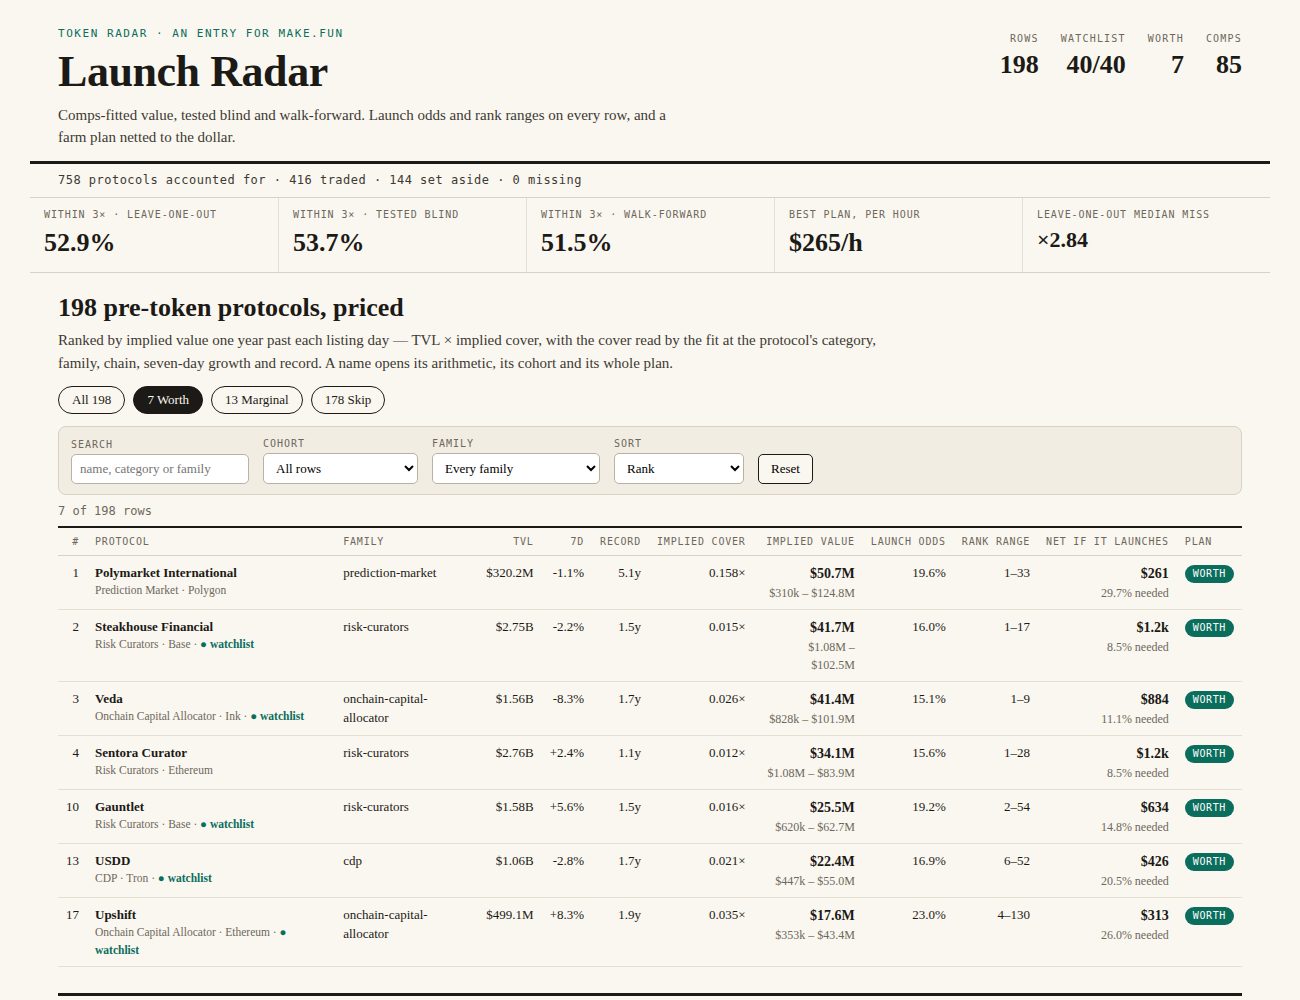 TOKEN RADAR · AN ENTRY FOR MAKE.FUN
Launch Radar
Comps-fitted value, tested blind and walk-forward. Launch odds and rank ranges on every row, and a
farm plan netted to the dollar.
ROWS WATCHLIST WORTH COMPS
198 40/40 7 85
758 protocols accounted for · 416 traded · 144 set aside · 0 missing
WITHIN 3× · LEAVE-ONE-OUT WITHIN 3× · TESTED BLIND WITHIN 3× · WALK-FORWARD BEST PLAN, PER HOUR LEAVE-ONE-OUT MEDIAN MISS
52.9% 53.7% 51.5% $265/h ×2.84
198 pre-token protocols, priced
Ranked by implied value one year past each listing day — TVL × implied cover, with the cover read by the fit at the protocol's category,
family, chain, seven-day growth and record. A name opens its arithmetic, its cohort and its whole plan.
All 198 7 Worth 13 Marginal 178 Skip
SEARCH COHORT FAMILY SORT
name, category or family All rows Every family Rank Reset
7 of 198 rows
# PROTOCOL FAMILY TVL 7D RECORD IMPLIED COVER IMPLIED VALUE LAUNCH ODDS RANK RANGE NET IF IT LAUNCHES PLAN
1 Polymarket International prediction-market $320.2M -1.1% 5.1y 0.158× $50.7M 19.6% 1–33 $261 WORTH
Prediction Market · Polygon $310k – $124.8M 29.7% needed
2 Steakhouse Financial risk-curators $2.75B -2.2% 1.5y 0.015× $41.7M 16.0% 1–17 $1.2k WORTH
Risk Curators · Base · ● watchlist $1.08M – 8.5% needed
$102.5M
3 Veda onchain-capital- $1.56B -8.3% 1.7y 0.026× $41.4M 15.1% 1–9 $884 WORTH
Onchain Capital Allocator · Ink · ● watchlist allocator $828k – $101.9M 11.1% needed
4 Sentora Curator risk-curators $2.76B +2.4% 1.1y 0.012× $34.1M 15.6% 1–28 $1.2k WORTH
Risk Curators · Ethereum $1.08M – $83.9M 8.5% needed
10 Gauntlet risk-curators $1.58B +5.6% 1.5y 0.016× $25.5M 19.2% 2–54 $634 WORTH
Risk Curators · Base · ● watchlist $620k – $62.7M 14.8% needed
13 USDD cdp $1.06B -2.8% 1.7y 0.021× $22.4M 16.9% 6–52 $426 WORTH
CDP · Tron · ● watchlist $447k – $55.0M 20.5% needed
17 Upshift onchain-capital- $499.1M +8.3% 1.9y 0.035× $17.6M 23.0% 4–130 $313 WORTH
Onchain Capital Allocator · Ethereum · ● allocator $353k – $43.4M 26.0% needed
watchlist